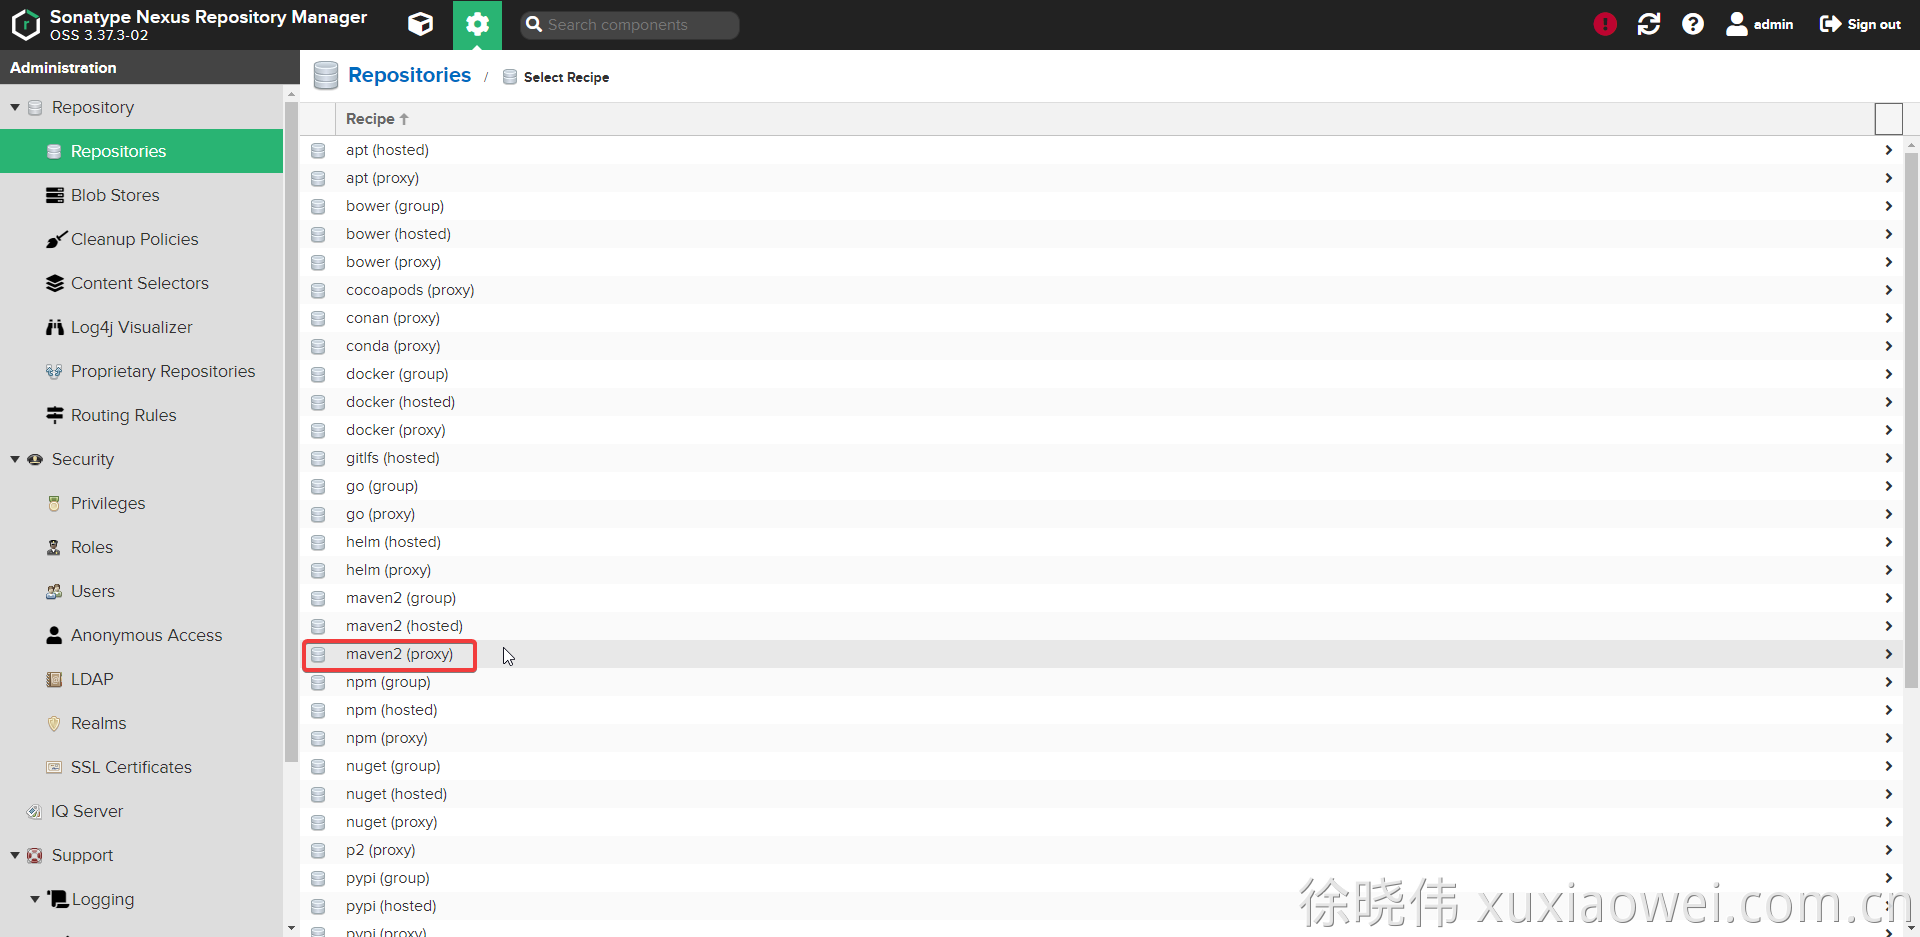 Sonatype Nexus Repository Manager
OSS 3.37.3-02
Search components
admin
Sign out
Administration
Repository
Repositories
Blob Stores
Cleanup Policies
Content Selectors
Log4j Visualizer
Proprietary Repositories
Routing Rules
Security
Privileges
Roles
Users
Anonymous Access
LDAP
Realms
SSL Certificates
IQ Server
Support
Logging
Repositories / Select Recipe
Recipe
apt (hosted)
apt (proxy)
bower (group)
bower (hosted)
bower (proxy)
cocoapods (proxy)
conan (proxy)
conda (proxy)
docker (group)
docker (hosted)
docker (proxy)
gitlfs (hosted)
go (group)
go (proxy)
helm (hosted)
helm (proxy)
maven2 (group)
maven2 (hosted)
maven2 (proxy)
npm (group)
npm (hosted)
npm (proxy)
nuget (group)
nuget (hosted)
nuget (proxy)
p2 (proxy)
pypi (group)
pypi (hosted)
pypi (proxy)
徐晓伟 xuxiaowei.com.cn